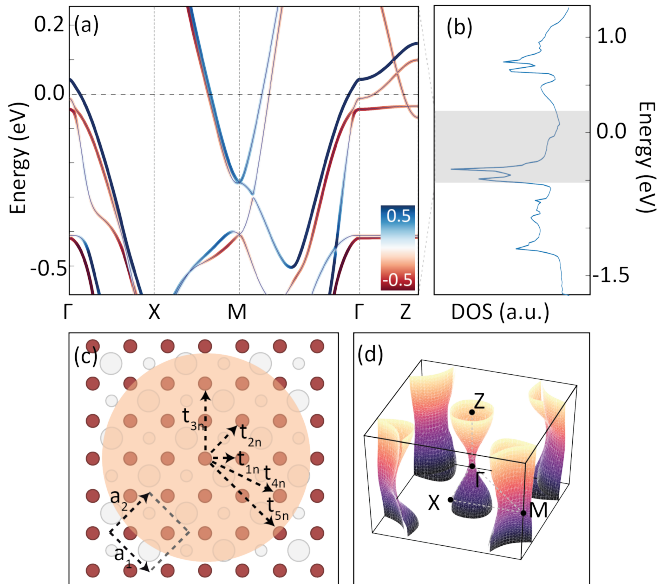 (a)
0.2
0.0
-0.5
Energy (eV)
0.5
-0.5
Γ
X
M
Γ
Z
(b)
1.0
0.0
-1.5
Energy (eV)
DOS (a.u.)
(c)
t3n
t2n
t1n
t4n
t5n
a2
a1
(d)
Z
Γ
X
M